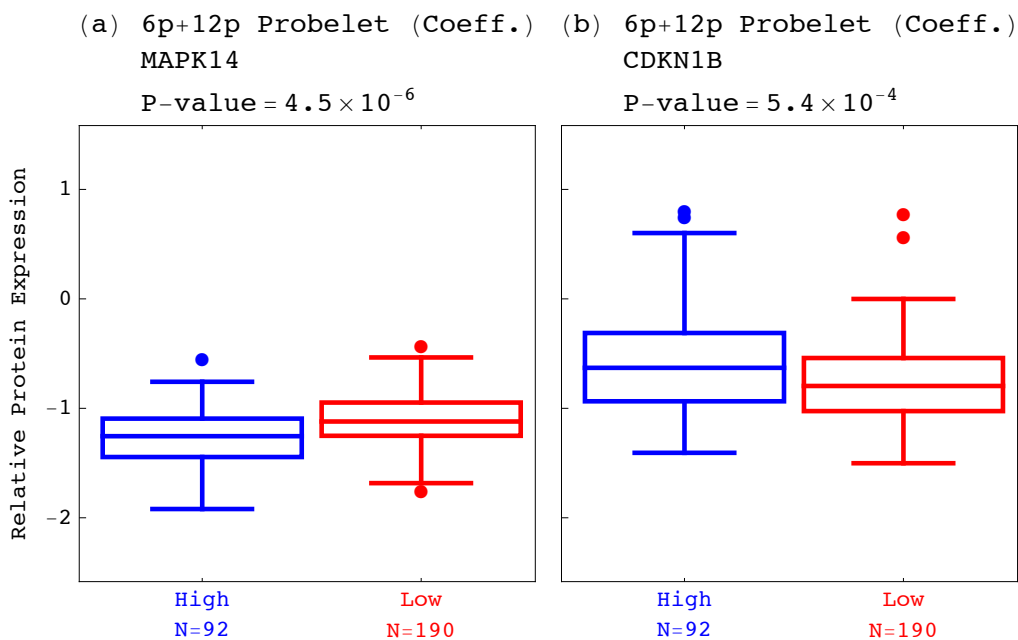 (a) 6p+12p Probelet (Coeff.)
MAPK14
P-value = 4.5 × 10⁻⁶
(b) 6p+12p Probelet (Coeff.)
CDKN1B
P-value = 5.4 × 10⁻⁴
Relative Protein Expression
1
0
−1
−2
High
N=92
Low
N=190
High
N=92
Low
N=190